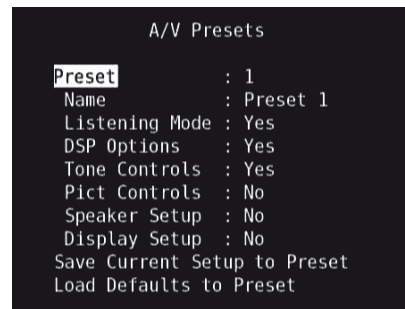 A/V Presets
Preset : 1
Name : Preset 1
Listening Mode : Yes
DSP Options : Yes
Tone Controls : Yes
Pict Controls : No
Speaker Setup : No
Display Setup : No
Save Current Setup to Preset
Load Defaults to Preset